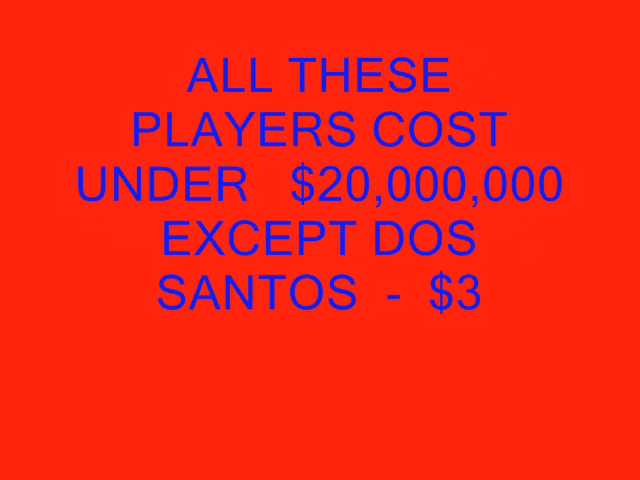 ALL THESE
PLAYERS COST
UNDER $20,000,000
EXCEPT DOS
SANTOS - $3